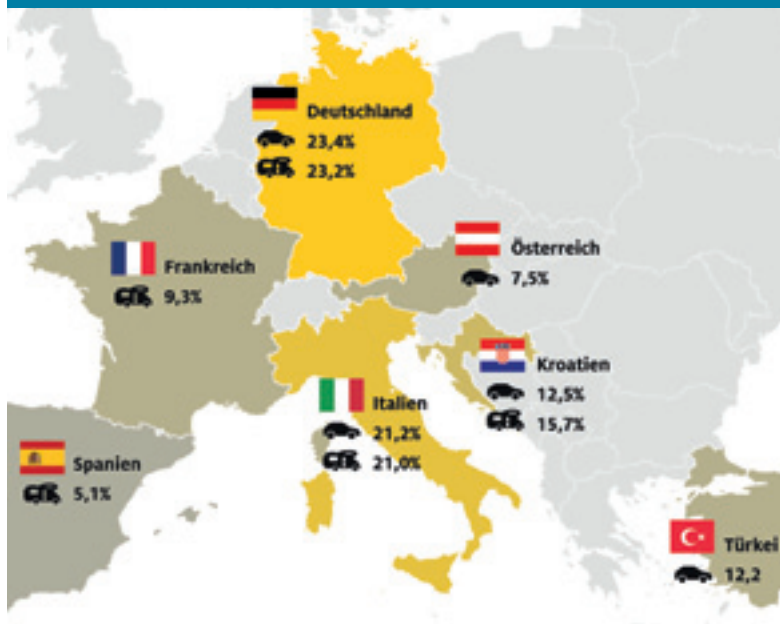 Deutschland
23,4%
23,2%
Frankreich
9,3%
Österreich
7,5%
Kroatien
12,5%
15,7%
Italien
21,2%
21,0%
Spanien
5,1%
Türkei
12,2